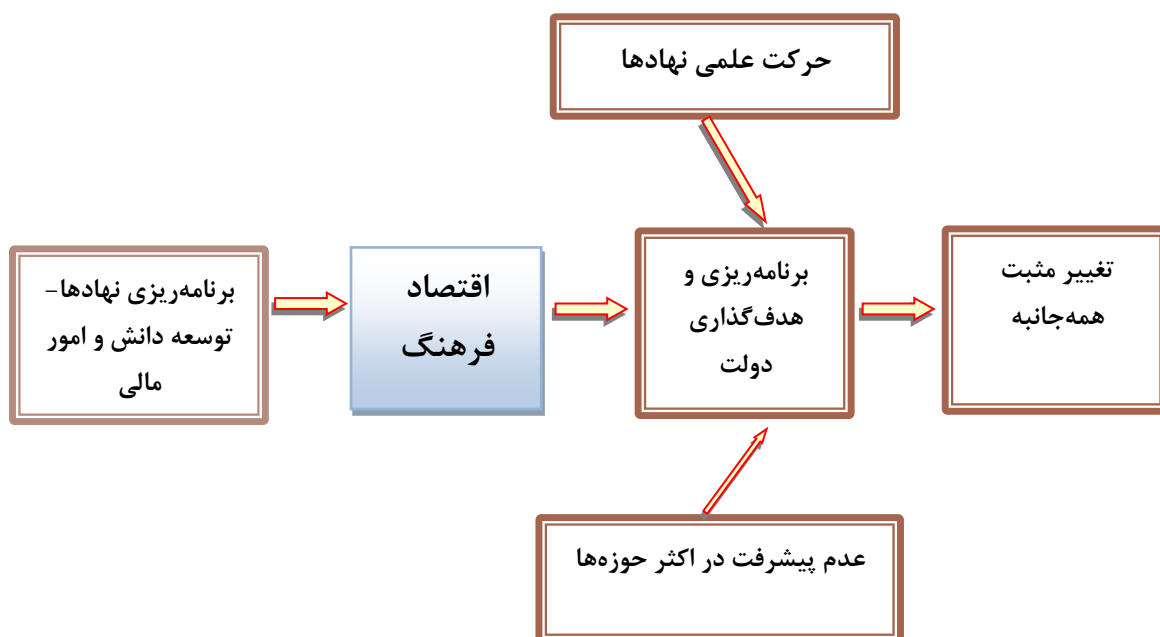 حرکت علمی نهادها
برنامه‌ریزی نهادها-
توسعه دانش و امور
مالی
اقتصاد
فرهنگ
برنامه‌ریزی و
هدف‌گذاری
دولت
تغییر مثبت
همه‌جانبه
عدم پیشرفت در اکثر حوزه‌ها